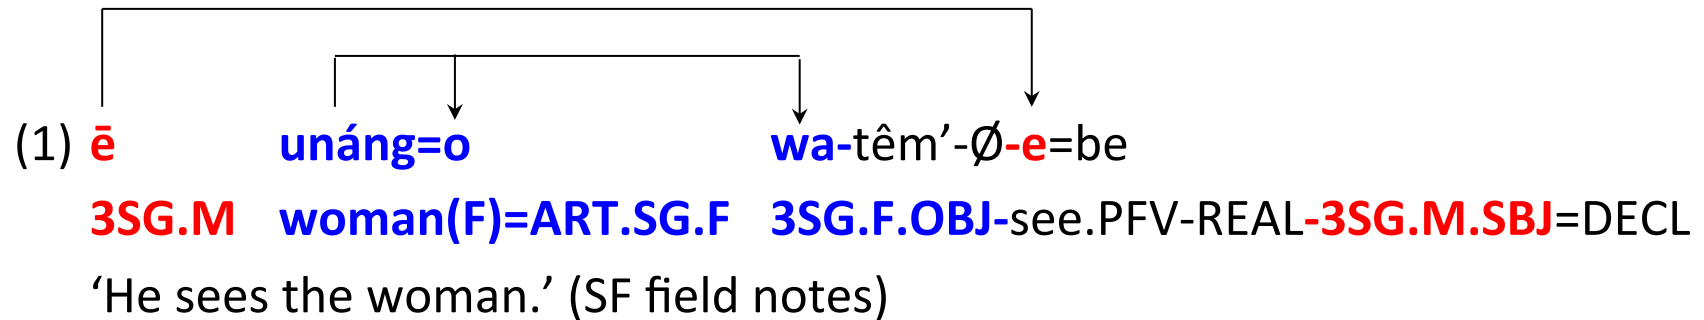 (1) ē unáng=o wa-têm’-Ø-e=be
3SG.M woman(F)=ART.SG.F 3SG.F.OBJ-see.PFV-REAL-3SG.M.SBJ=DECL
‘He sees the woman.’ (SF field notes)